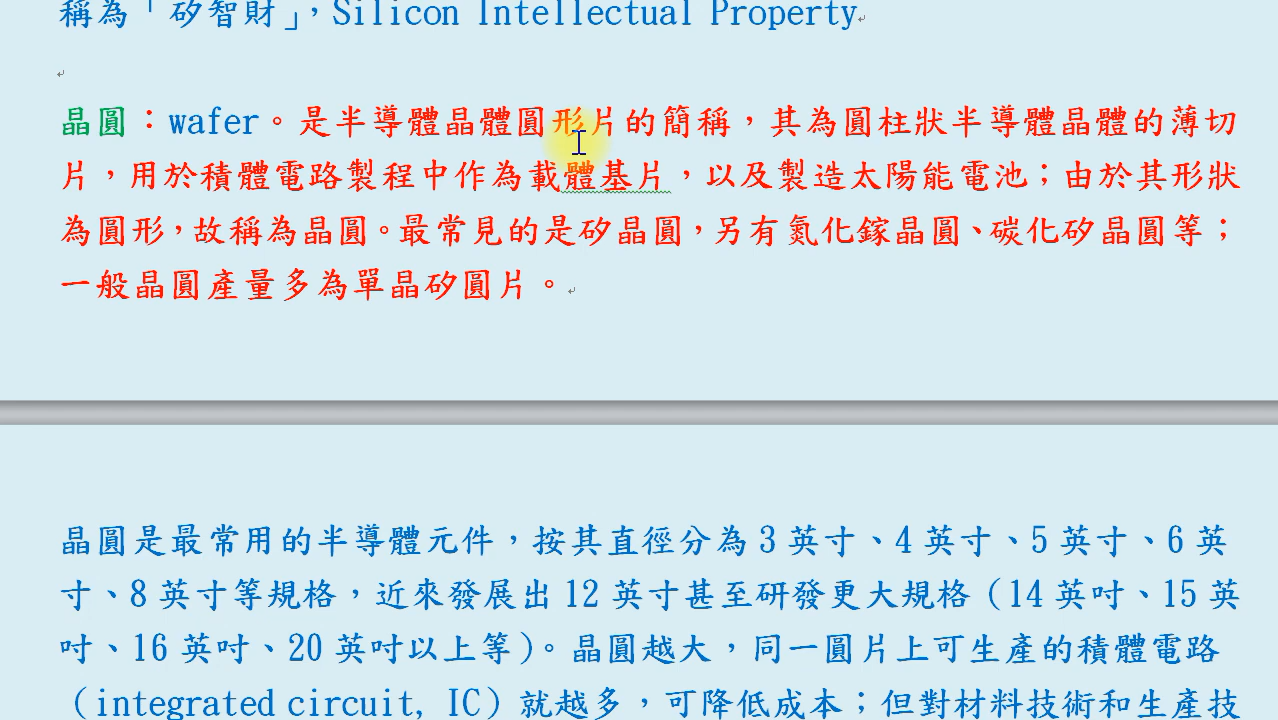 稱為「矽智財」，Silicon Intellectual Property
晶圓：wafer。是半導體晶體圓形片的簡稱，其為圓柱狀半導體晶體的薄切
片，用於積體電路製程中作為載體基片，以及製造太陽能電池；由於其形狀
為圓形，故稱為晶圓。最常見的是矽晶圓，另有氮化鎵晶圓、碳化矽晶圓等；
一般晶圓產量多為單晶矽圓片。
晶圓是最常用的半導體元件，按其直徑分為 3 英寸、4 英寸、5 英寸、6 英
寸、8 英寸等規格，近來發展出 12 英寸甚至研發更大規格（14 英吋、15 英
吋、16 英吋、20 英吋以上等）。晶圓越大，同一圓片上可生產的積體電路
（integrated circuit, IC）就越多，可降低成本；但對材料技術和生產技